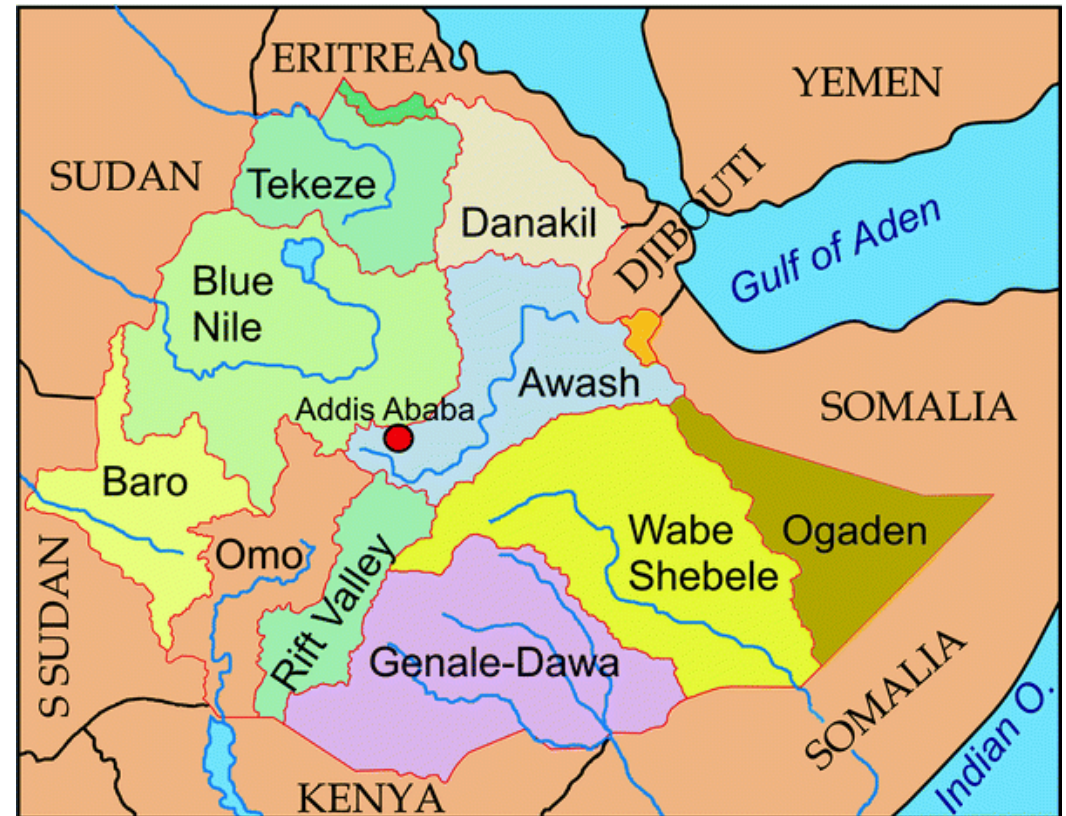 ERITREA
YEMEN
SUDAN
Tekeze
DJIBOUTI
Danakil
Gulf of Aden
Blue
Nile
Awash
Addis Ababa
SOMALIA
Baro
Wabe
Shebele
Ogaden
Omo
Rift Valley
S SUDAN
Genale-Dawa
SOMALIA
Indian O.
KENYA